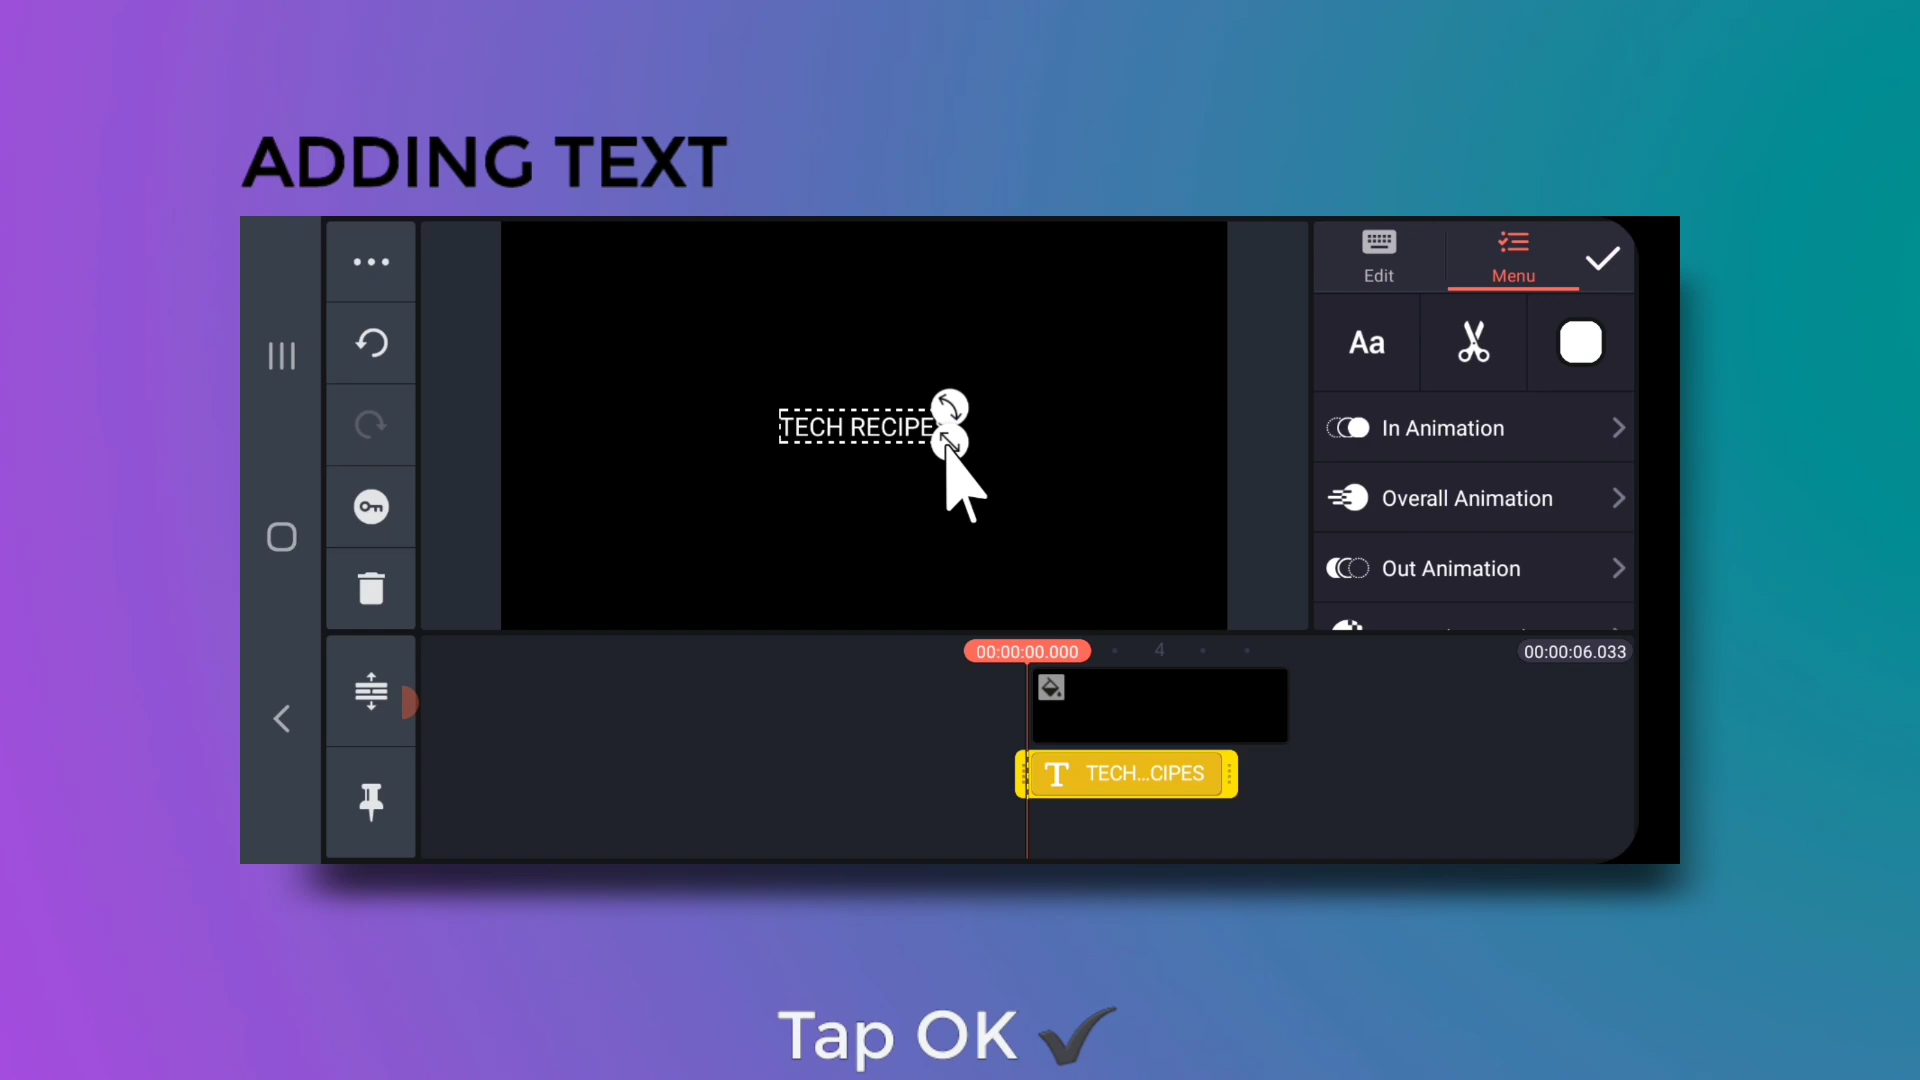 ADDING TEXT
Edit
Menu
Aa
TECH RECIPE
In Animation
Overall Animation
Out Animation
00:00:00.000
4
00:00:06.033
T TECH...CIPES
Tap OK